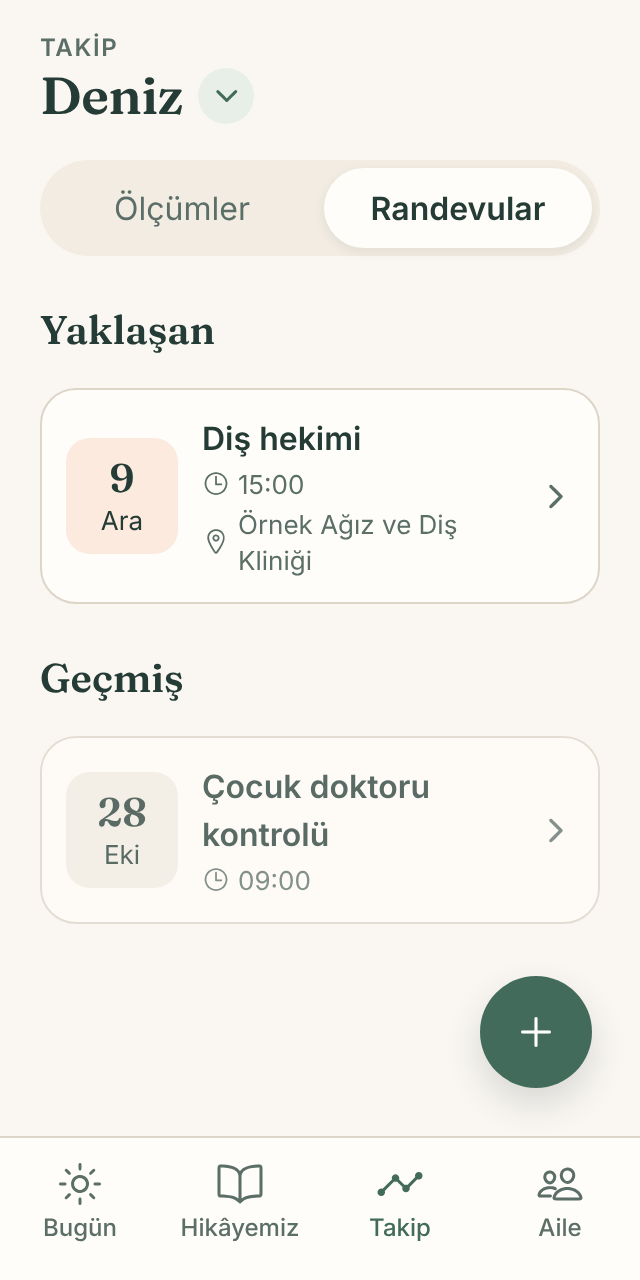 TAKİP
Deniz
Ölçümler
Randevular
Yaklaşan
9
Ara
Diş hekimi
15:00
Örnek Ağız ve Diş
Kliniği
Geçmiş
28
Eki
Çocuk doktoru
kontrolü
09:00
Bugün
Hikâyemiz
Takip
Aile